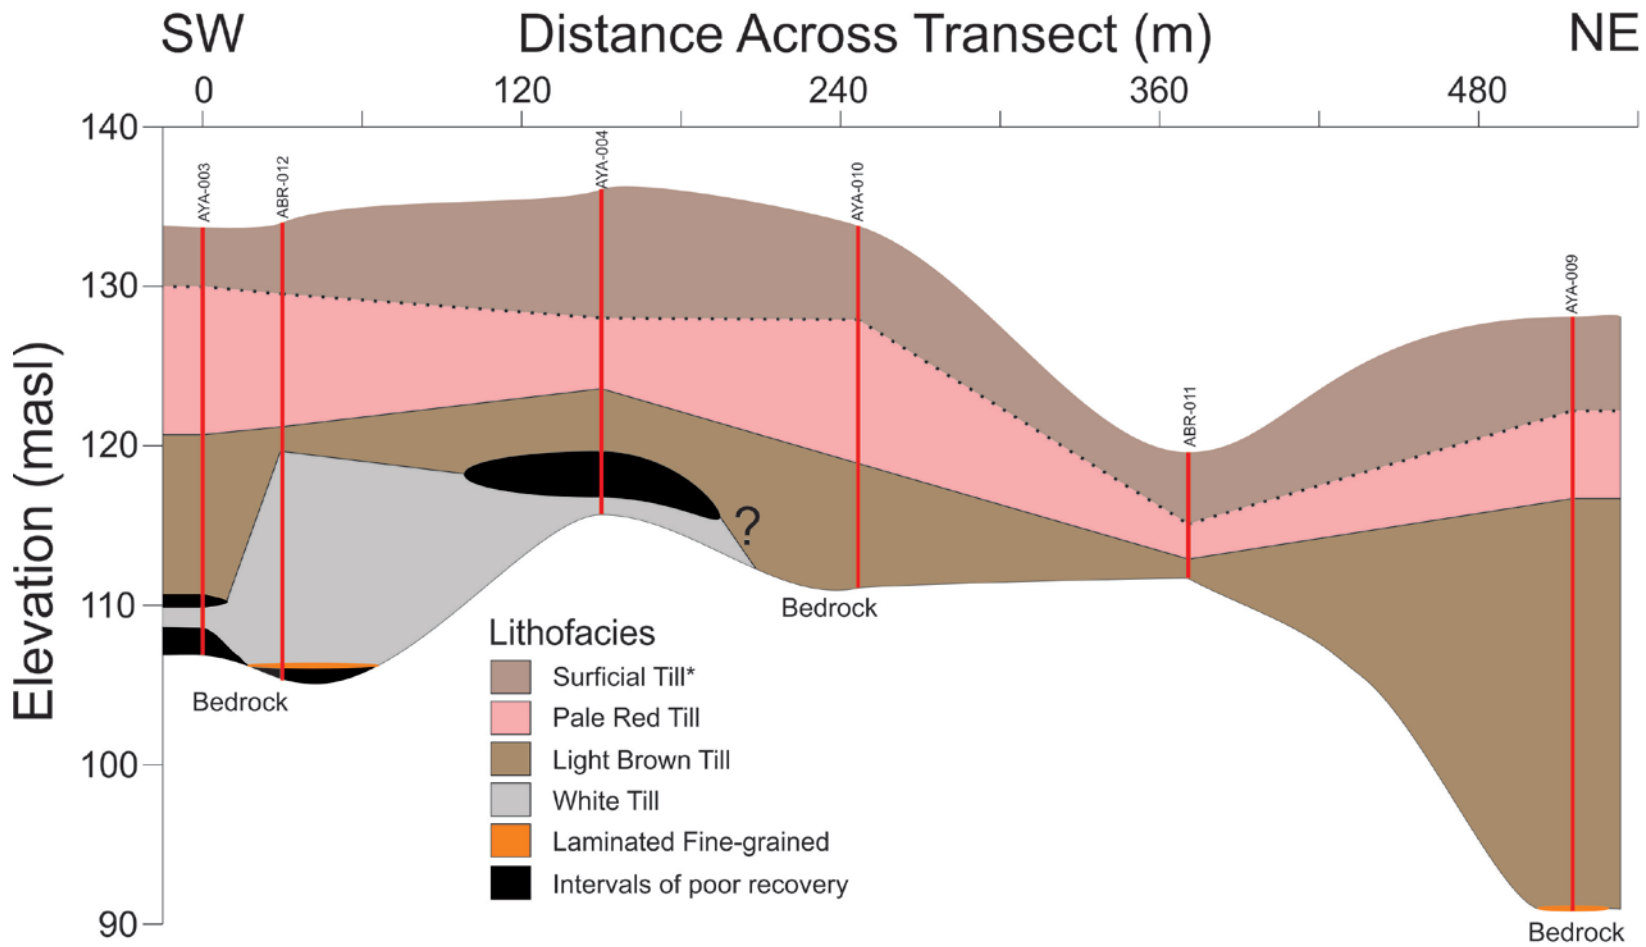 SW Distance Across Transect (m) NE
0 120 240 360 480
140
130
120
110
100
90
Elevation (masl)
AYA-003
ABR-012
AYA-004
AYA-010
ABR-011
AYA-009
?
Bedrock
Bedrock
Bedrock
Lithofacies
Surficial Till*
Pale Red Till
Light Brown Till
White Till
Laminated Fine-grained
Intervals of poor recovery